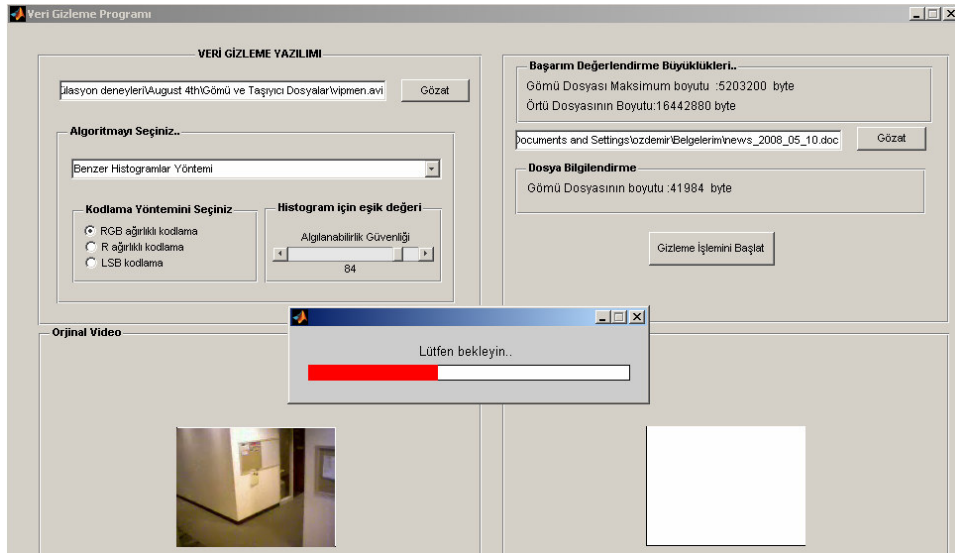 Veri Gizleme Programı
VERİ GİZLEME YAZILIMI
ülasyon deneyleri\August 4th\Gömü ve Taşıyıcı Dosyalar\vipmen.avi
Gözat
Algoritmayı Seçiniz..
Benzer Histogramlar Yöntemi
Kodlama Yöntemini Seçiniz
RGB ağırlıklı kodlama
R ağırlıklı kodlama
LSB kodlama
Histogram için eşik değeri
Algılanabilirlik Güvenliği
84
Başarım Değerlendirme Büyüklükleri..
Gömü Dosyası Maksimum boyutu :5203200 byte
Örtü Dosyasının Boyutu:16442880 byte
Documents and Settings\ozdemir\Belgelerim\news_2008_05_10.doc
Gözat
Dosya Bilgilendirme
Gömü Dosyasının boyutu :41984 byte
Gizleme İşlemini Başlat
Lütfen bekleyin..
Orjinal Video